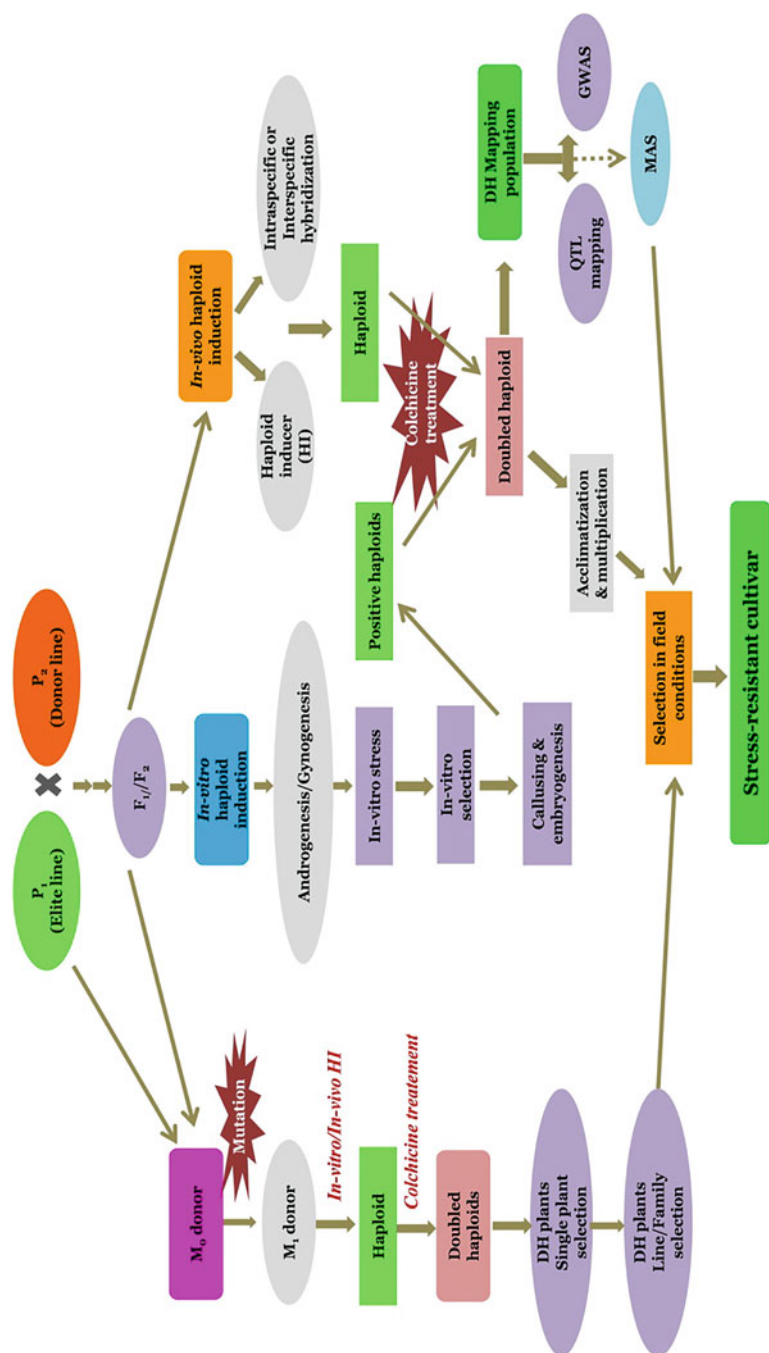 P₁
(Elite line)
P₂
(Donor line)
F₁/F₂
M₀ donor
Mutation
M₁ donor
In-vitro/In-vivo HI
Haploid
Colchicine treatement
Doubled
haploids
DH plants
Single plant
selection
DH plants
Line/Family
selection
In-vitro
haploid
induction
Androgenesis/Gynogenesis
In-vitro stress
In-vitro
selection
Callusing &
embryogenesis
Positive haploids
In-vivo haploid
induction
Haploid
inducer
(HI)
Intraspecific or
Interspecific
hybridization
Haploid
Colchicine
treatment
Doubled haploid
Acclimatization
& multiplication
DH Mapping
population
QTL
mapping
GWAS
MAS
Selection in field
conditions
Stress-resistant cultivar